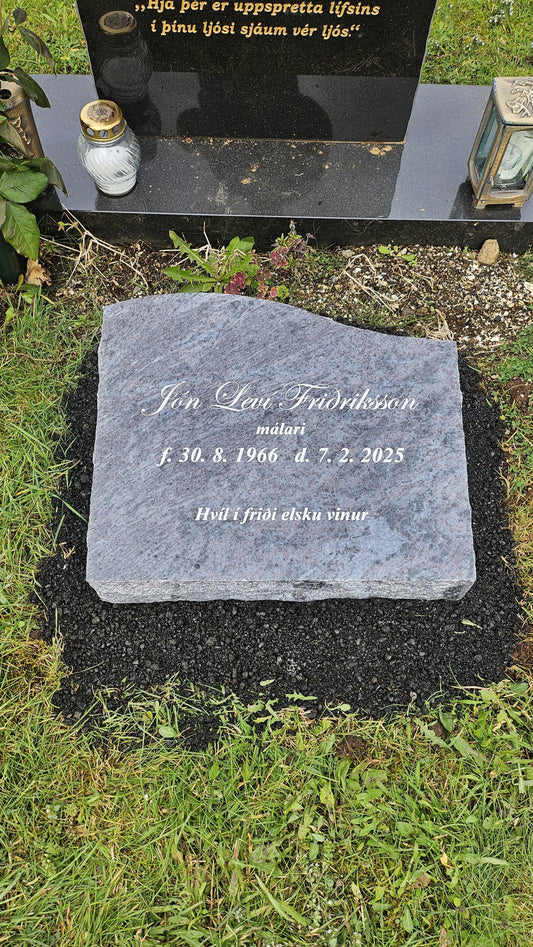 „Hjá þér er uppspretta lífsins
í þínu ljósi sjáum vér ljós.“
Jón Levi Friðriksson
málari
f. 30. 8. 1966 d. 7. 2. 2025
Hvíl í friði elsku vinur